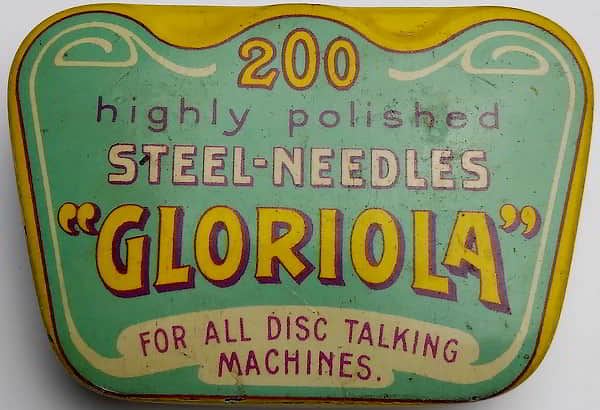 200
highly polished
STEEL-NEEDLES
“GLORIOLA”
FOR ALL DISC TALKING
MACHINES.